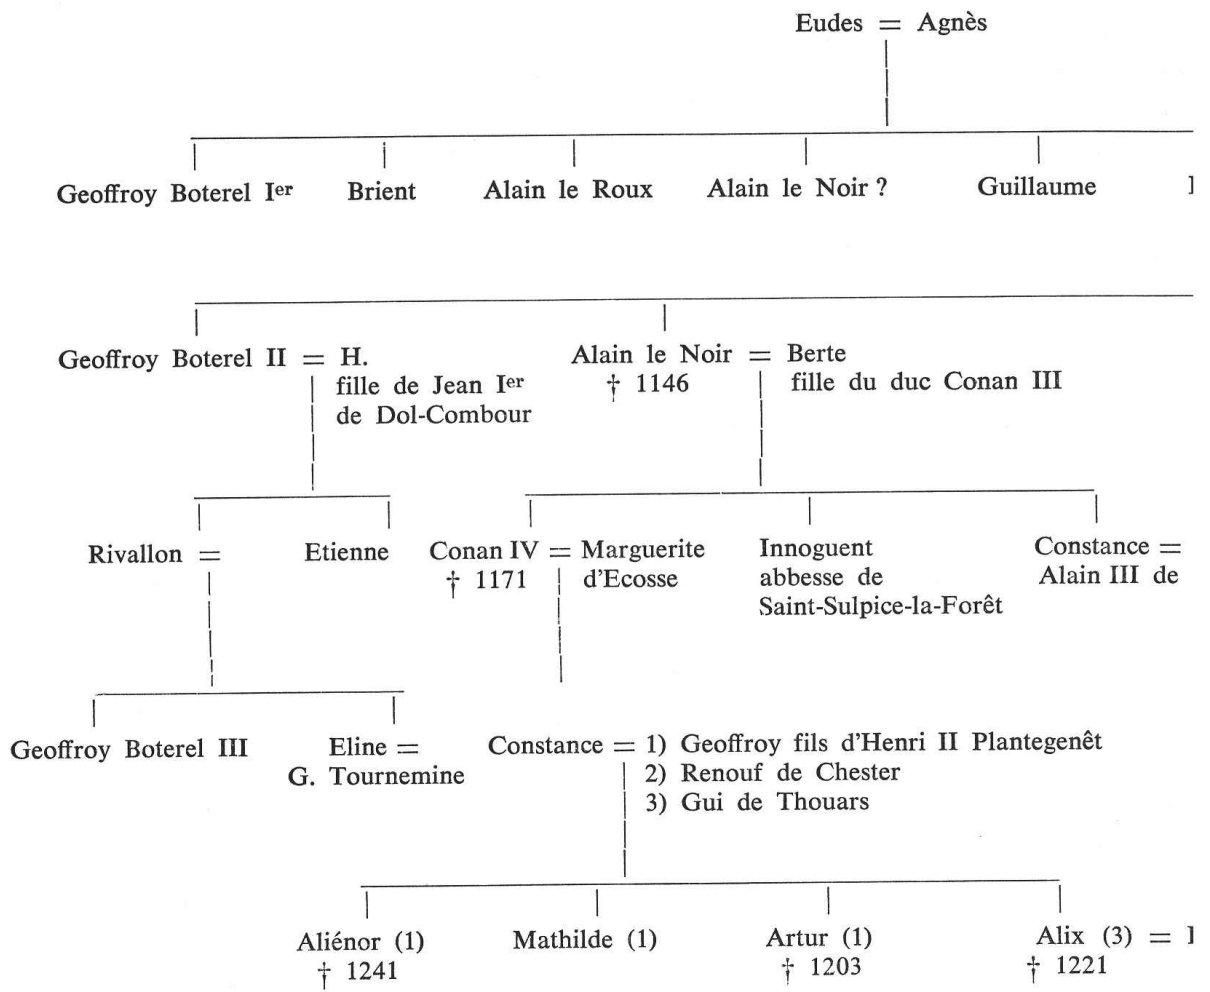 Eudes = Agnès
Geoffroy Boterel Ier Brient Alain le Roux Alain le Noir ? Guillaume
Geoffroy Boterel II = H.
fille de Jean Ier
de Dol-Combour
Alain le Noir = Berte
† 1146 fille du duc Conan III
Rivallon = Etienne
Conan IV = Marguerite
† 1171 d'Ecosse
Innoguent
abbesse de
Saint-Sulpice-la-Forêt
Constance =
Alain III de
Geoffroy Boterel III
Eline =
G. Tournemine
Constance = 1) Geoffroy fils d'Henri II Plantegenêt
2) Renouf de Chester
3) Gui de Thouars
Aliénor (1)
† 1241
Mathilde (1)
Artur (1)
† 1203
Alix (3) =
† 1221